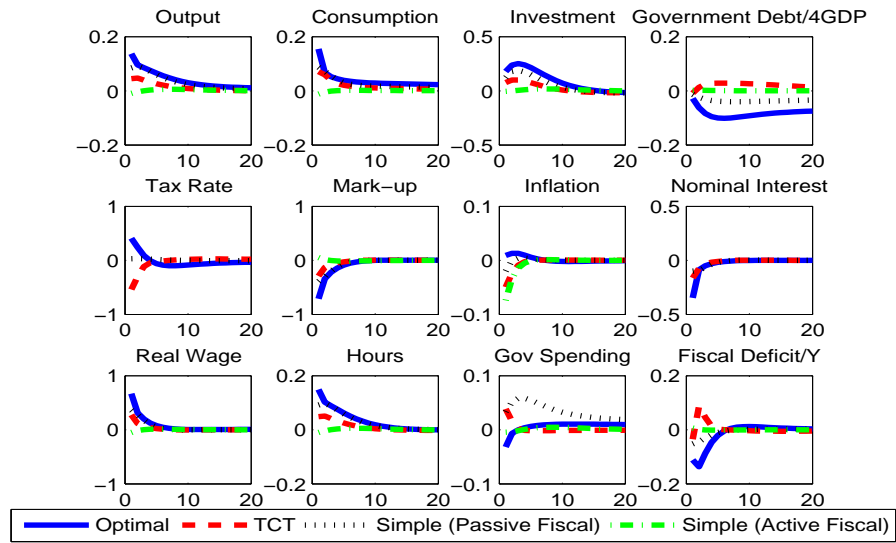 Output Consumption Investment Government Debt/4GDP
0.2 0.2 0.5 0.2
0 0 0 0
−0.2 −0.2 −0.5 −0.2
0 10 20 0 10 20 0 10 20 0 10 20
Tax Rate Mark−up Inflation Nominal Interest
1 1 0.1 0.5
0 0 0 0
−1 −1 −0.1 −0.5
0 10 20 0 10 20 0 10 20 0 10 20
Real Wage Hours Gov Spending Fiscal Deficit/Y
1 0.2 0.1 0.2
0 0 0 0
−1 −0.2 −0.1 −0.2
0 10 20 0 10 20 0 10 20 0 10 20
Optimal TCT Simple (Passive Fiscal) Simple (Active Fiscal)